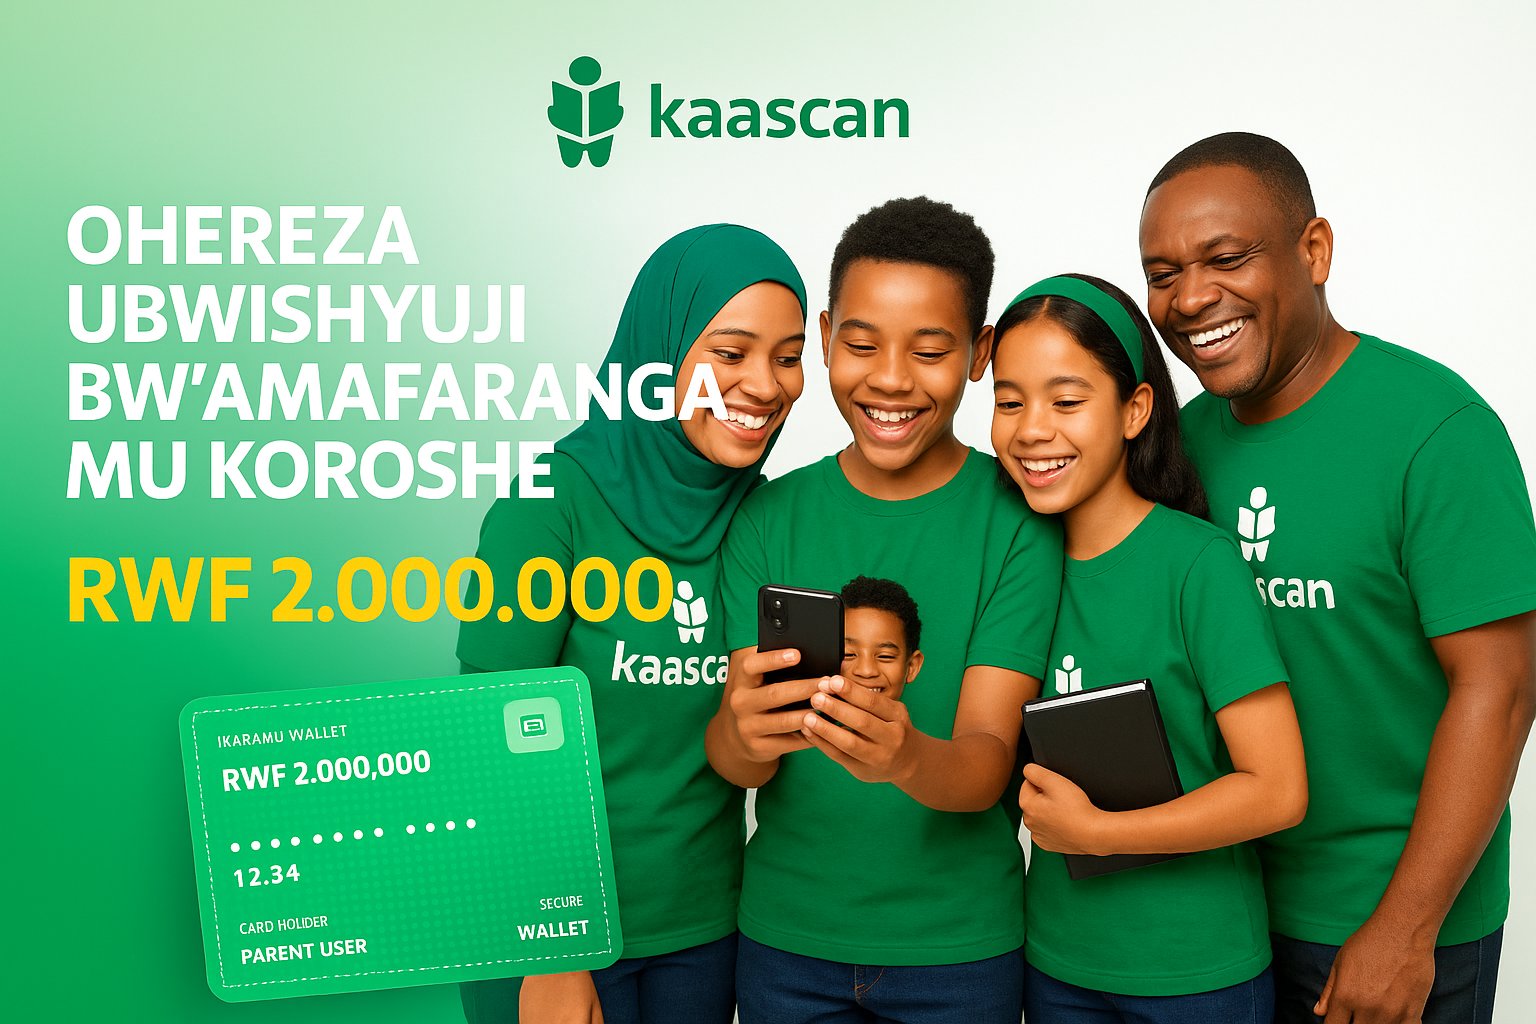 kaascan
OHEREZA
UBWISHYUJI
BW'AMAFARANGA
MU KOROSHE
RWF 2.000.000
kaasca
scan
IKARAMU WALLET
RWF 2.000,000
12.34
CARD HOLIDER
PARENT USER
SECURE
WALLET